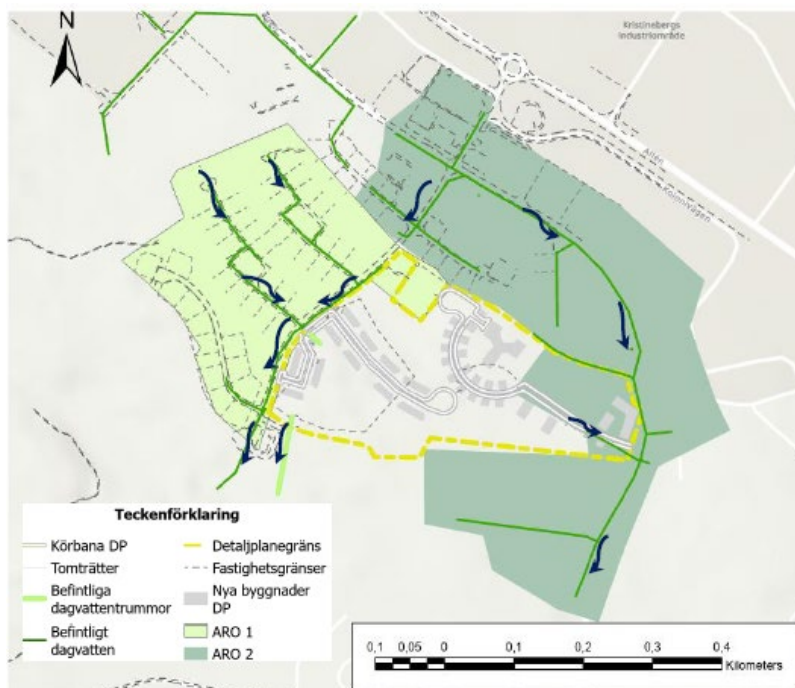 N
Kristinebergs
industriområde
Allén
Kolonivägen
Teckenförklaring
Körbana DP
Tomträtter
Befintliga
dagvattentrummor
Befintligt
dagvatten
Detaljplanegräns
Fastighetsgränser
Nya byggnader
DP
ARO 1
ARO 2
0,1 0,05 0 0,1 0,2 0,3 0,4
Kilometers